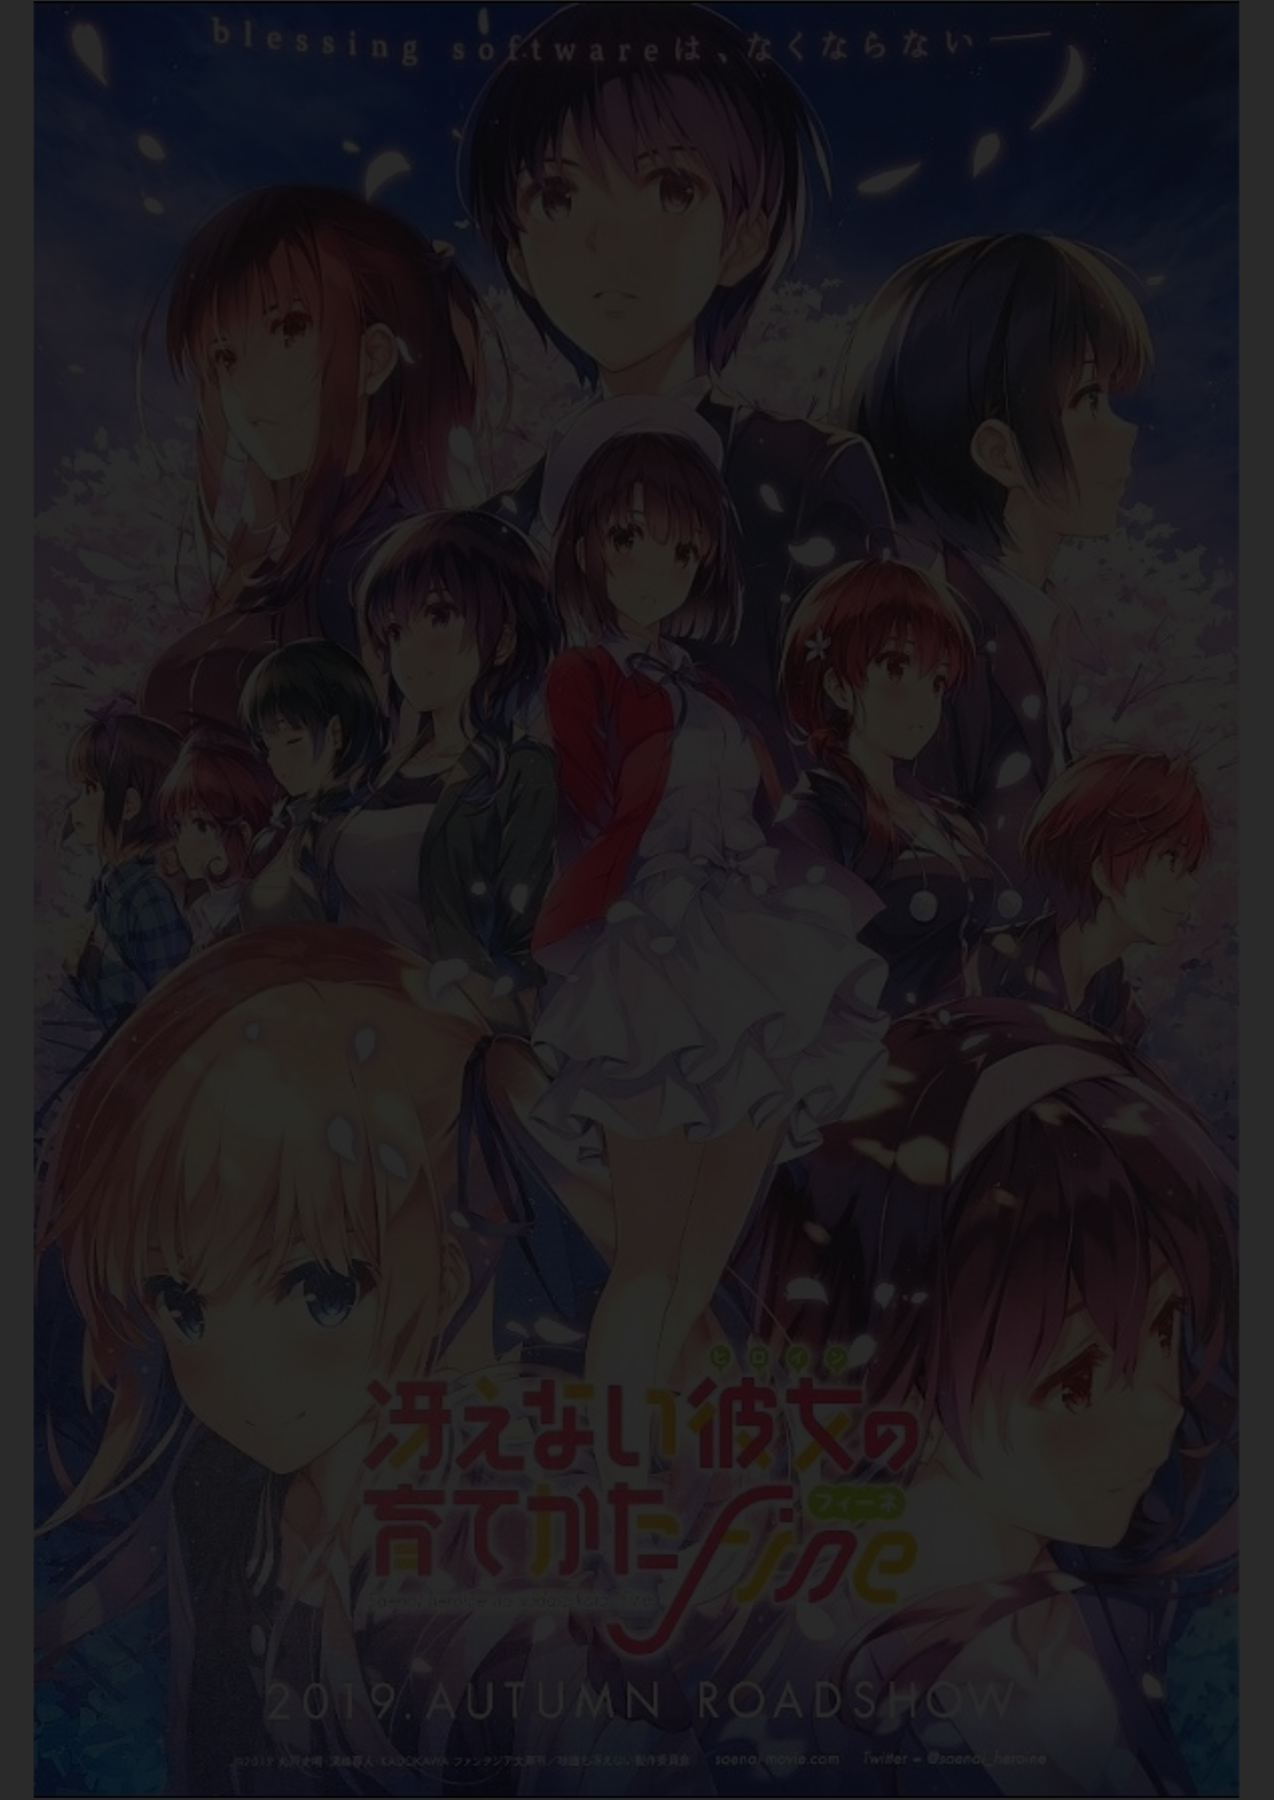 blessing softwareは、なくならない――
ヒロイン
冴えない彼女の
育てかた fine
フィーネ
2019.AUTUMN ROADSHOW
saenai-movie.com Twitter = @saenai_heroine